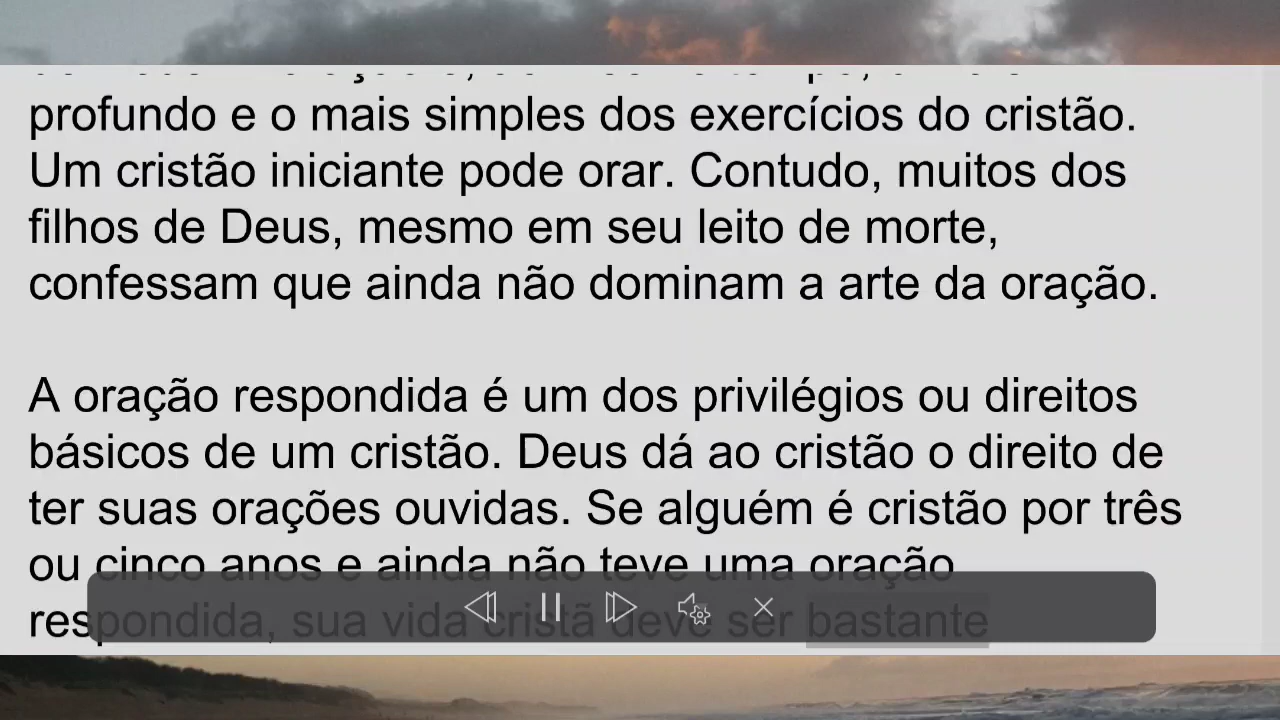 profundo e o mais simples dos exercícios do cristão.
Um cristão iniciante pode orar. Contudo, muitos dos
filhos de Deus, mesmo em seu leito de morte,
confessam que ainda não dominam a arte da oração.
A oração respondida é um dos privilégios ou direitos
básicos de um cristão. Deus dá ao cristão o direito de
ter suas orações ouvidas. Se alguém é cristão por três
ou cinco anos e ainda não teve uma oração
respondida, sua vida cristã deve ser bastante